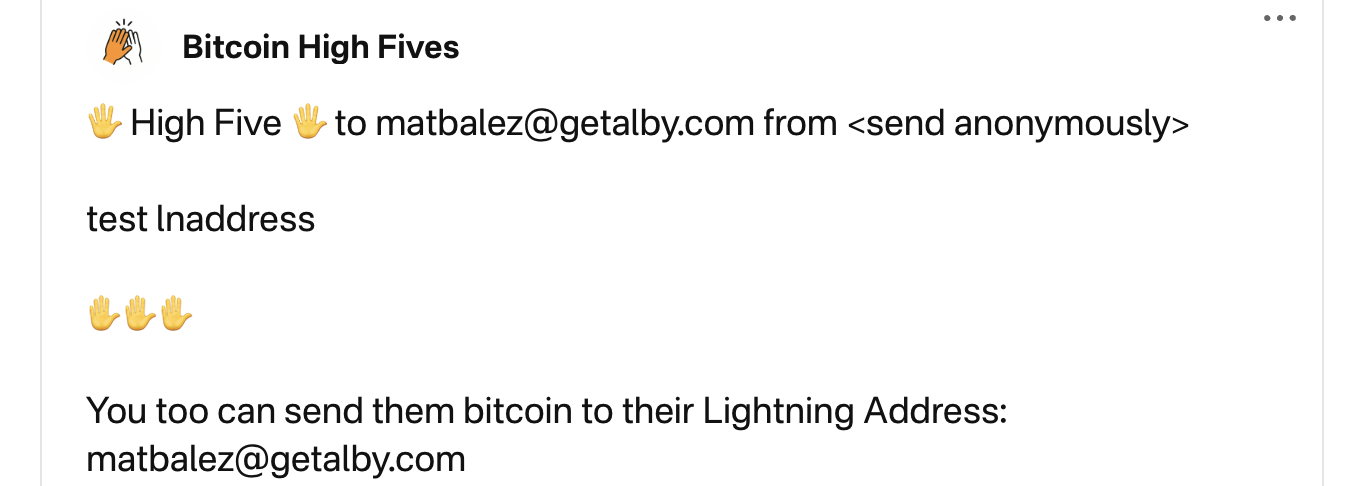 Bitcoin High Fives
🖐️ High Five 🖐️ to matbalez@getalby.com from <send anonymously>
test lnaddress
🖐️🖐️🖐️
You too can send them bitcoin to their Lightning Address:
matbalez@getalby.com